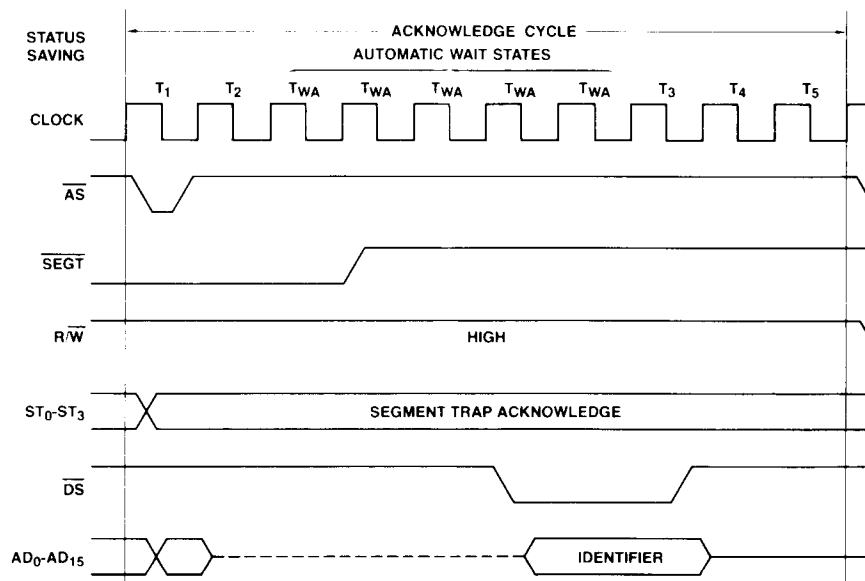 STATUS SAVING
ACKNOWLEDGE CYCLE
AUTOMATIC WAIT STATES
T1 T2 TWA TWA TWA TWA TWA T3 T4 T5
CLOCK
AS
SEGT
R/W HIGH
ST0-ST3 SEGMENT TRAP ACKNOWLEDGE
DS
AD0-AD15 IDENTIFIER